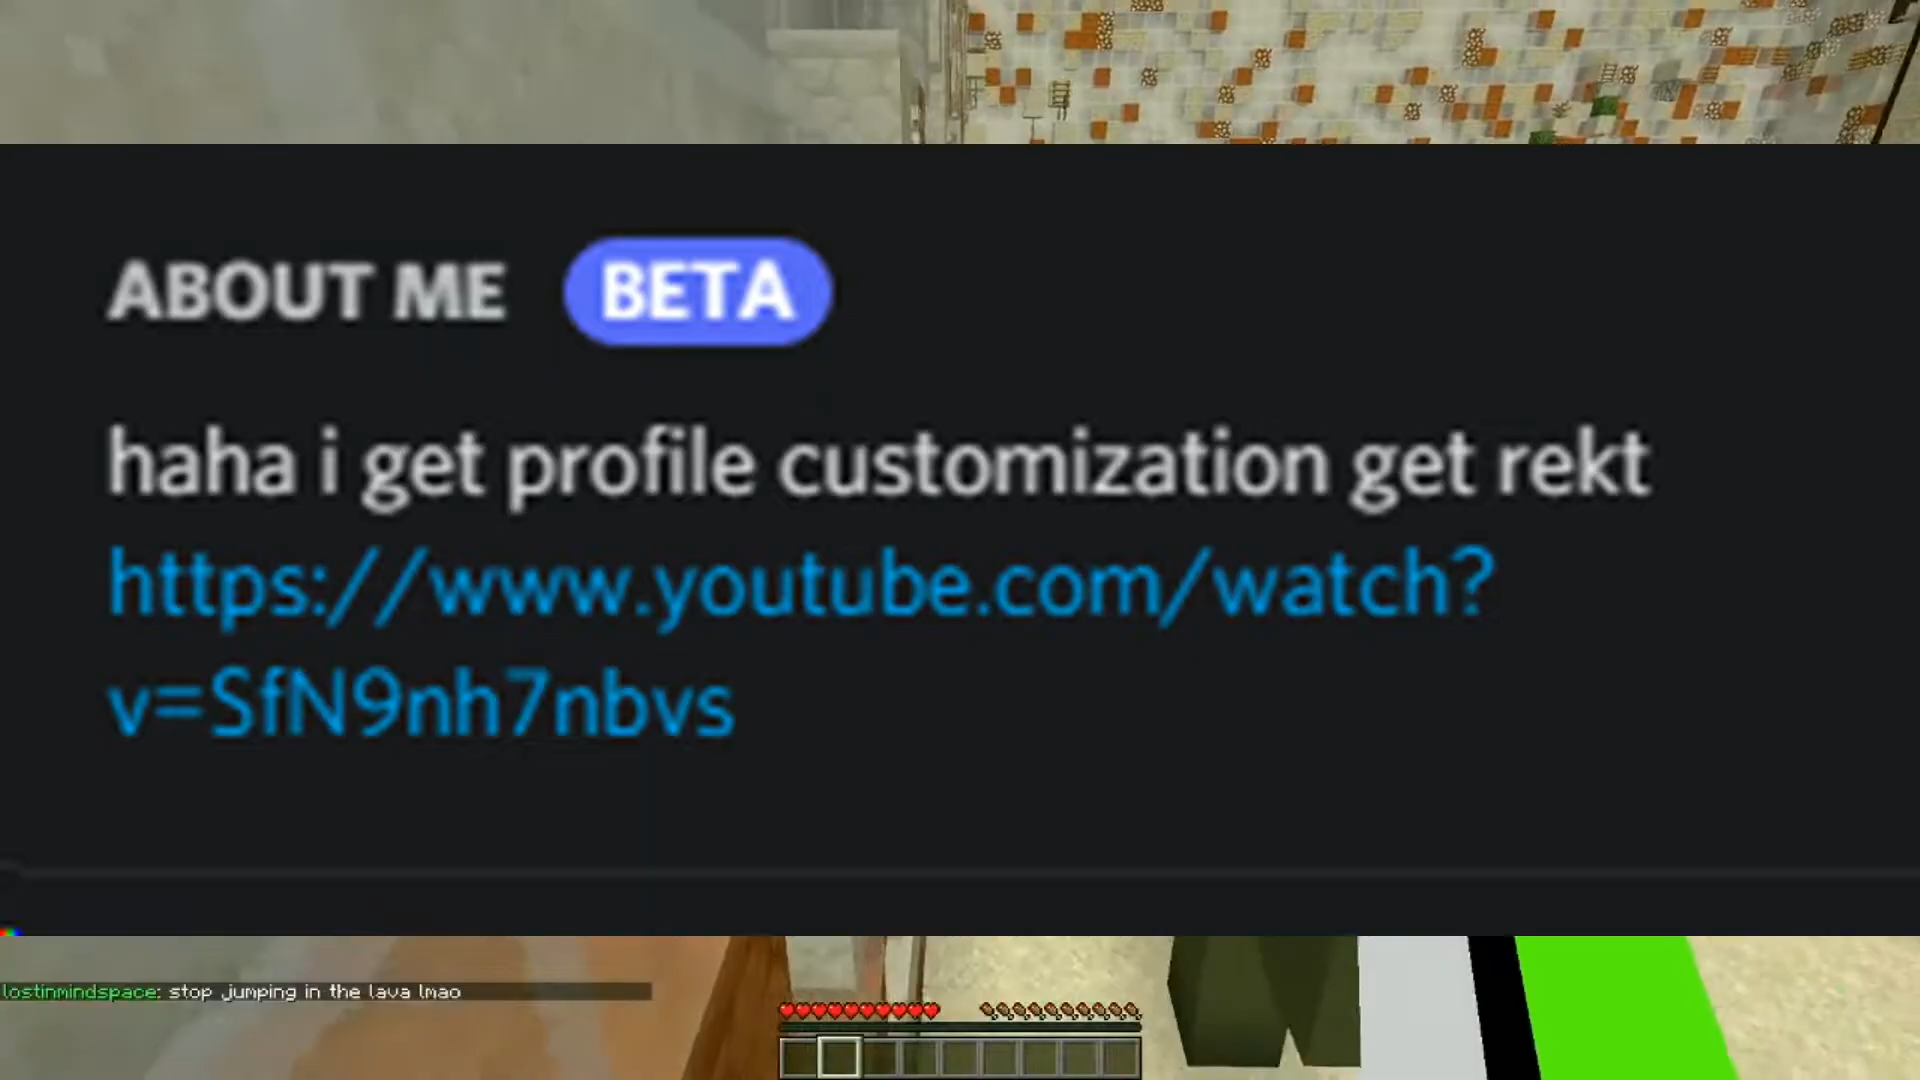 ABOUT ME BETA
haha i get profile customization get rekt
https://www.youtube.com/watch?
v=SfN9nh7nbvs
lostinmindspace: stop jumping in the lava lmao